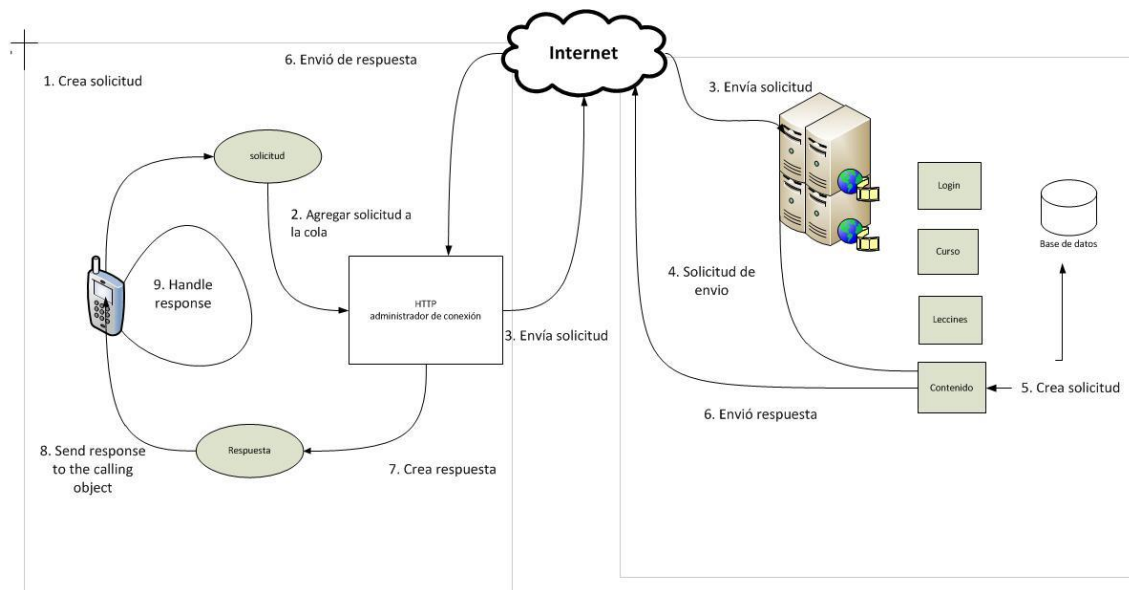 Internet
6. Envió de respuesta
1. Crea solicitud
3. Envía solicitud
solicitud
Login
2. Agregar solicitud a
la cola
Base de datos
Curso
4. Solicitud de
envio
9. Handle
response
HTTP
administrador de conexión
3. Envía solicitud
Leccines
Contenido
5. Crea solicitud
6. Envió respuesta
8. Send response
to the calling
object
Respuesta
7. Crea respuesta